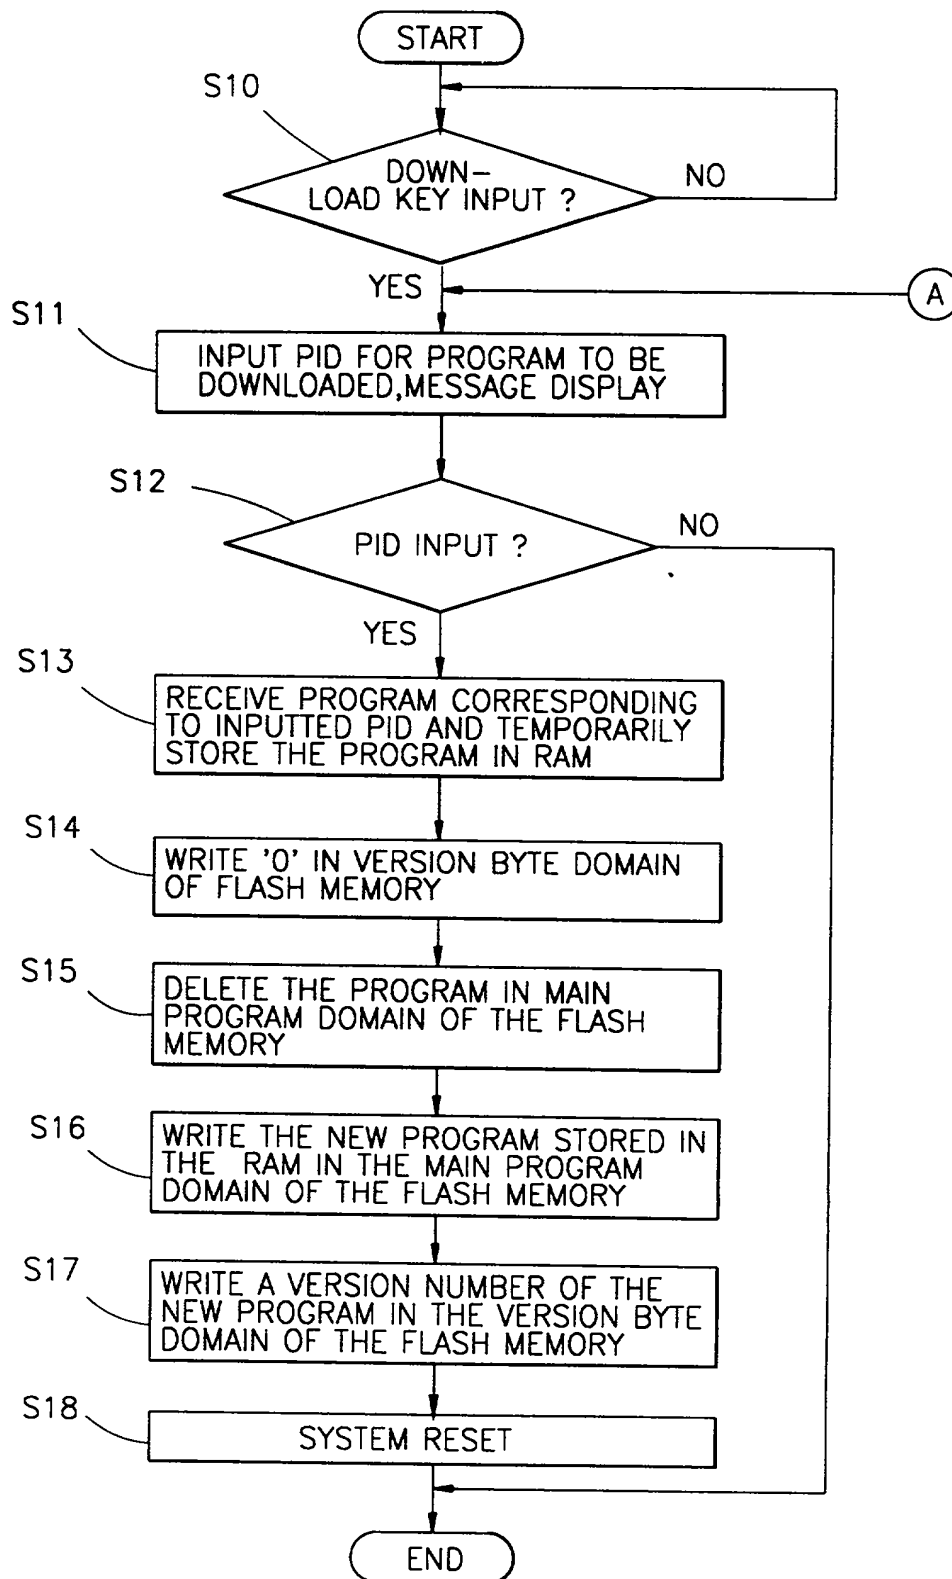 START
S10
DOWN-
LOAD KEY INPUT ?
NO
YES
A
S11
INPUT PID FOR PROGRAM TO BE
DOWNLOADED,MESSAGE DISPLAY
S12
PID INPUT ?
NO
YES
S13
RECEIVE PROGRAM CORRESPONDING
TO INPUTTED PID AND TEMPORARILY
STORE THE PROGRAM IN RAM
S14
WRITE '0' IN VERSION BYTE DOMAIN
OF FLASH MEMORY
S15
DELETE THE PROGRAM IN MAIN
PROGRAM DOMAIN OF THE FLASH
MEMORY
S16
WRITE THE NEW PROGRAM STORED IN
THE RAM IN THE MAIN PROGRAM
DOMAIN OF THE FLASH MEMORY
S17
WRITE A VERSION NUMBER OF THE
NEW PROGRAM IN THE VERSION BYTE
DOMAIN OF THE FLASH MEMORY
S18
SYSTEM RESET
END